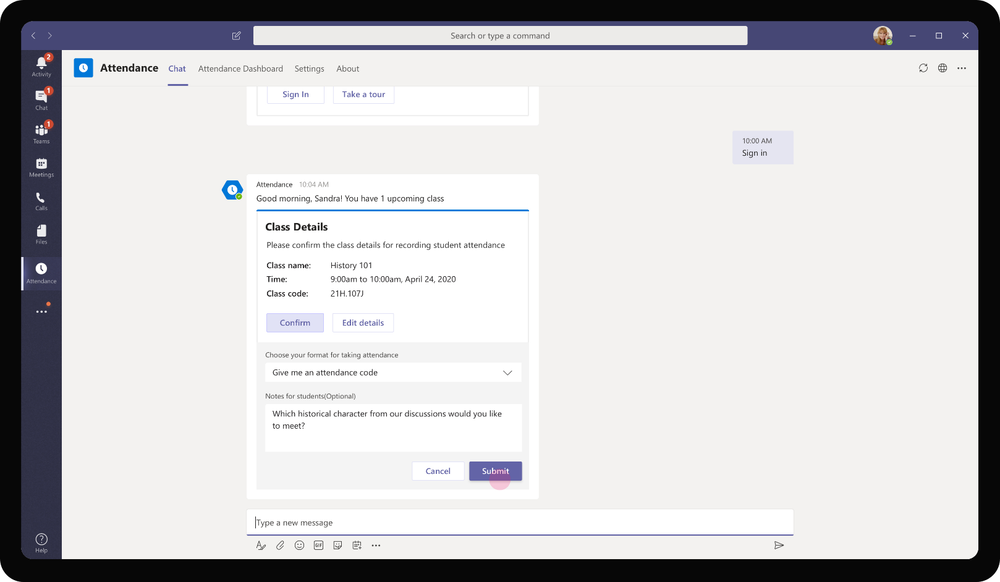 Search or type a command
2
Activity
1
Chat
1
Teams
Meetings
Calls
Files
Attendance
Help
Attendance Chat Attendance Dashboard Settings About
Sign In Take a tour
10:00 AM
Sign in
Attendance 10:04 AM
Good morning, Sandra! You have 1 upcoming class
Class Details
Please confirm the class details for recording student attendance
Class name: History 101
Time: 9:00am to 10:00am, April 24, 2020
Class code: 21H.107J
Confirm Edit details
Choose your format for taking attendance
Give me an attendance code
Notes for students(Optional)
Which historical character from our discussions would you like
to meet?
Cancel Submit
Type a new message
GIF